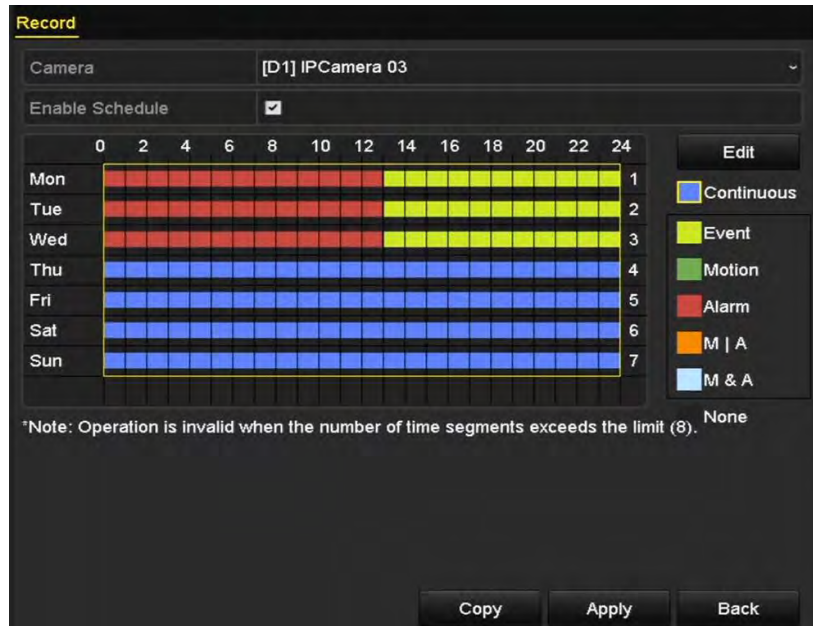 Record
Camera [D1] IPCamera 03
Enable Schedule
0 2 4 6 8 10 12 14 16 18 20 22 24
Edit
Mon 1
Continuous
Tue 2
Event
Wed 3
Thu 4
Motion
Fri 5
Alarm
Sat 6
M | A
Sun 7
M & A
None
*Note: Operation is invalid when the number of time segments exceeds the limit (8).
Copy Apply Back